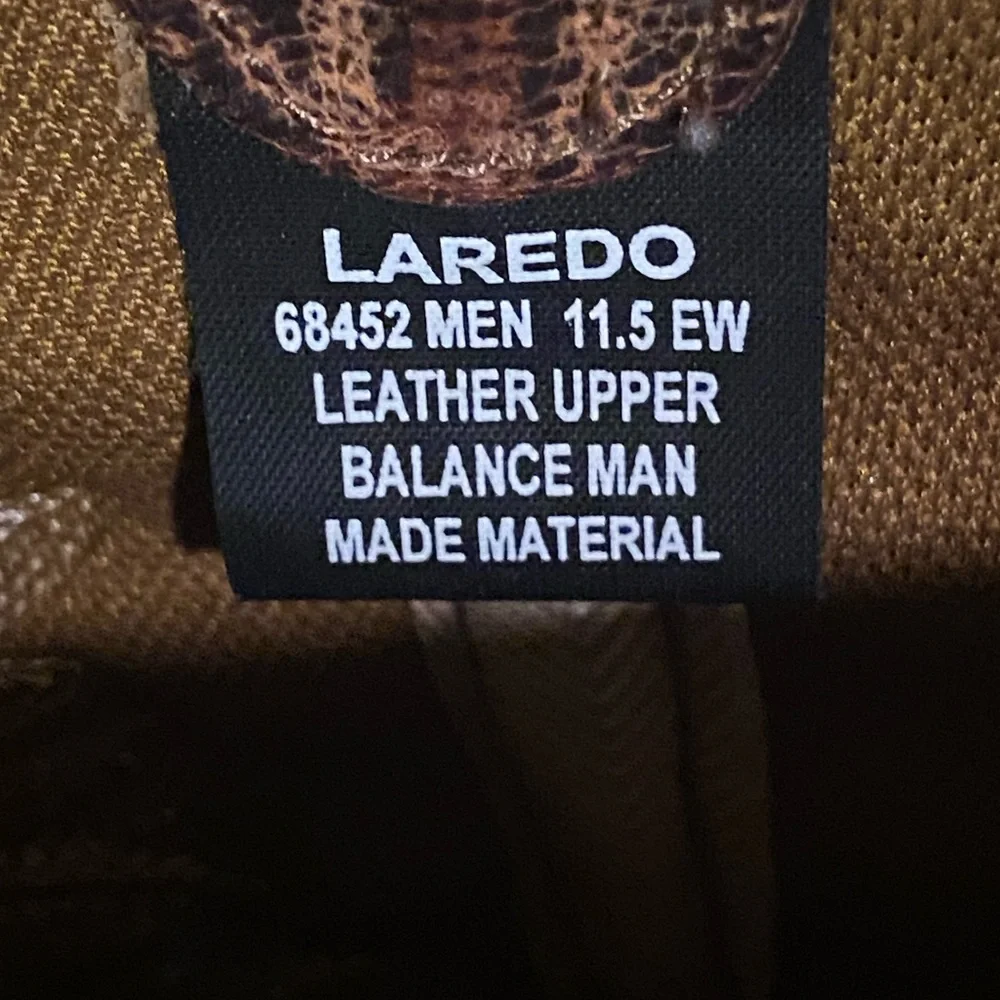 LAREDO
68452 MEN 11.5 EW
LEATHER UPPER
BALANCE MAN
MADE MATERIAL